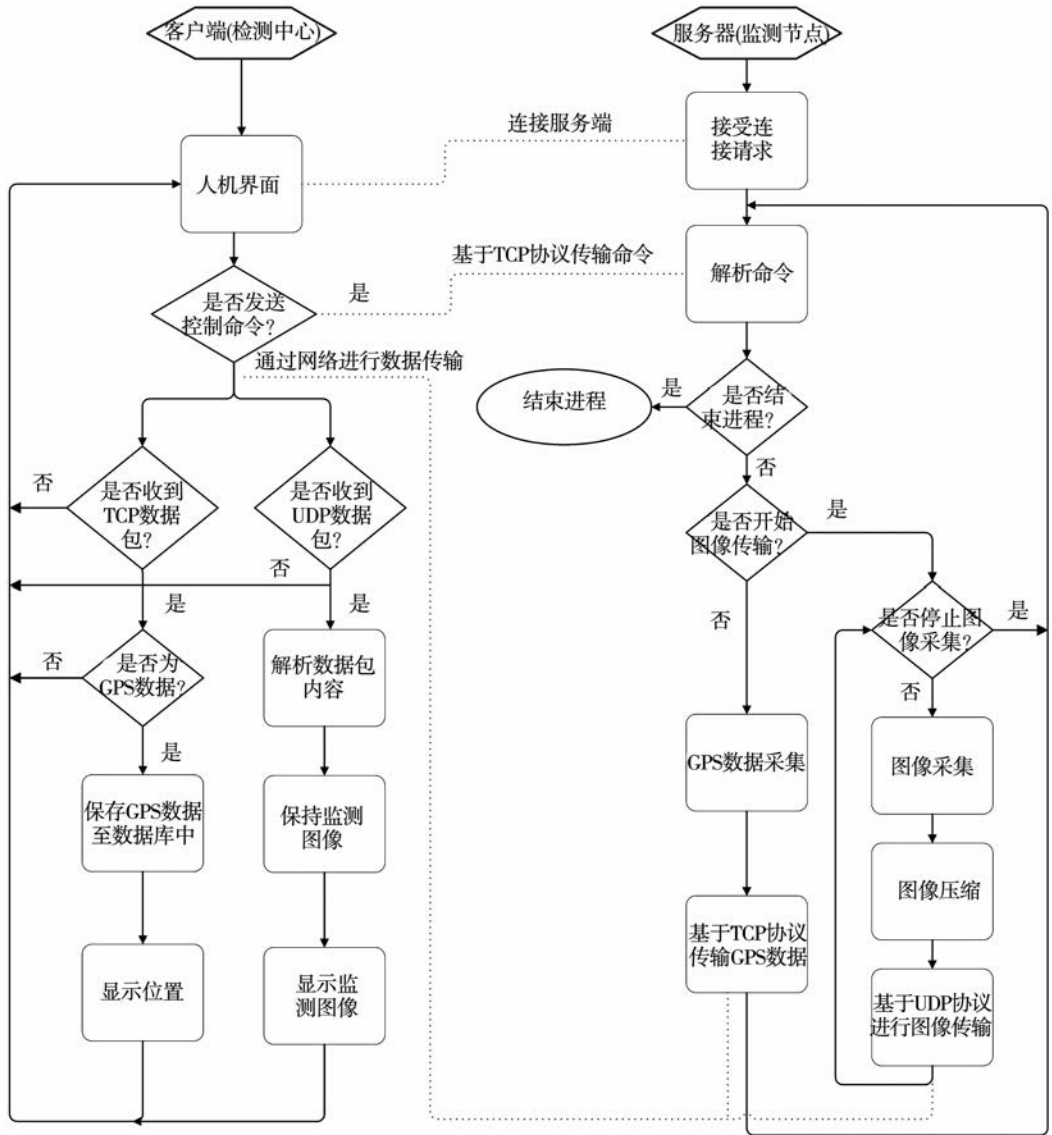 客户端(检测中心)
服务器(监测节点)
连接服务端
接受连
接请求
人机界面
基于TCP协议传输命令
解析命令
是否发送
控制命令?
是
通过网络进行数据传输
结束进程
是
是否结
束进程?
否
否
是否收到
TCP数据
包?
是否收到
UDP数据
包?
是否开始
图像传输?
是
否
是
是
否
是否停止图
像采集?
是
否
是否为
GPS数据?
解析数据包
内容
否
是
GPS数据采集
图像采集
保存GPS数据
至数据库中
保持监测
图像
图像压缩
基于TCP协议
传输GPS数据
显示位置
显示监
测图像
基于UDP协议
进行图像传输